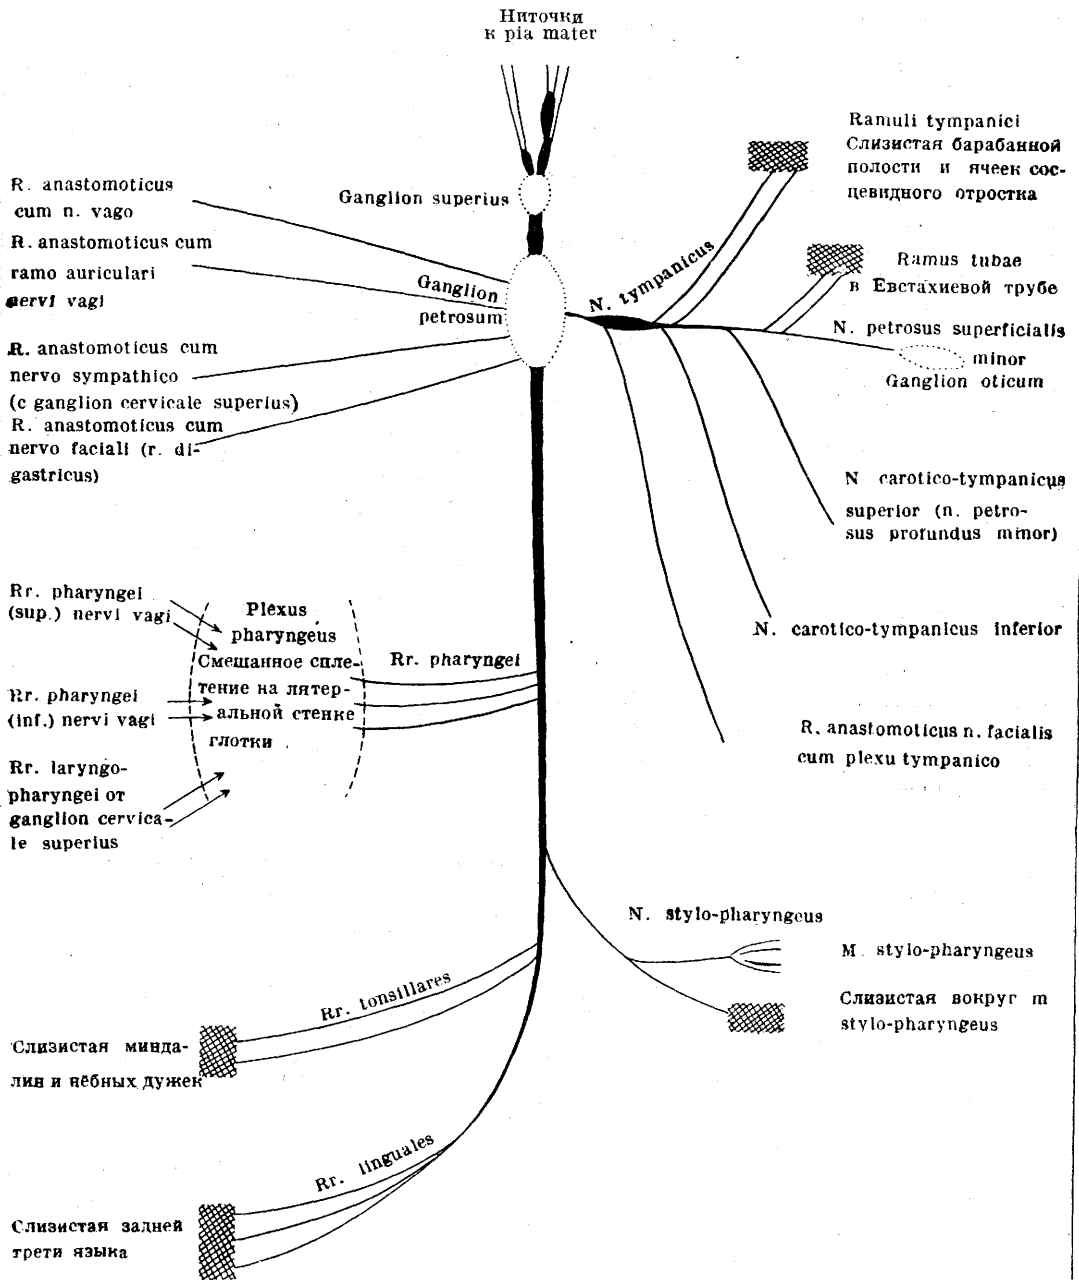 Ниточки
к pia mater
Ramuli tympanici
Слизистая барабанной
полости и ячеек сос-
цевидного отростка
R. anastomoticus
cum n. vago
Ganglion superius
R. anastomoticus cum
ramo auriculari
nervi vagi
Ganglion
petrosum
N. tympanicus
Ramus tubae
в Евстахиевой трубе
N. petrosus superficialis
minor
Ganglion oticum
R. anastomoticus cum
nervo sympathico
(с ganglion cervicale superius)
R. anastomoticus cum
nervo faciali (r. di-
gastricus)
N carotico-tympanicus
superior (n. petro-
sus profundus minor)
N. carotico-tympanicus inferior
R. anastomoticus n. facialis
cum plexu tympanico
Rr. pharyngei
(sup.) nervi vagi
Plexus
pharyngeus
Смешанное спле-
тение на лятер-
альной стенке
глотки
Rr. pharyngei
Rr. pharyngei
(inf.) nervi vagi
Rr. laryngo-
pharyngei от
ganglion cervica-
le superius
N. stylo-pharyngeus
M. stylo-pharyngeus
Слизистая вокруг m
stylo-pharyngeus
Rr. tonsillares
Слизистая минда-
лин и нёбных дужек
Rr. linguales
Слизистая задней
трети языка